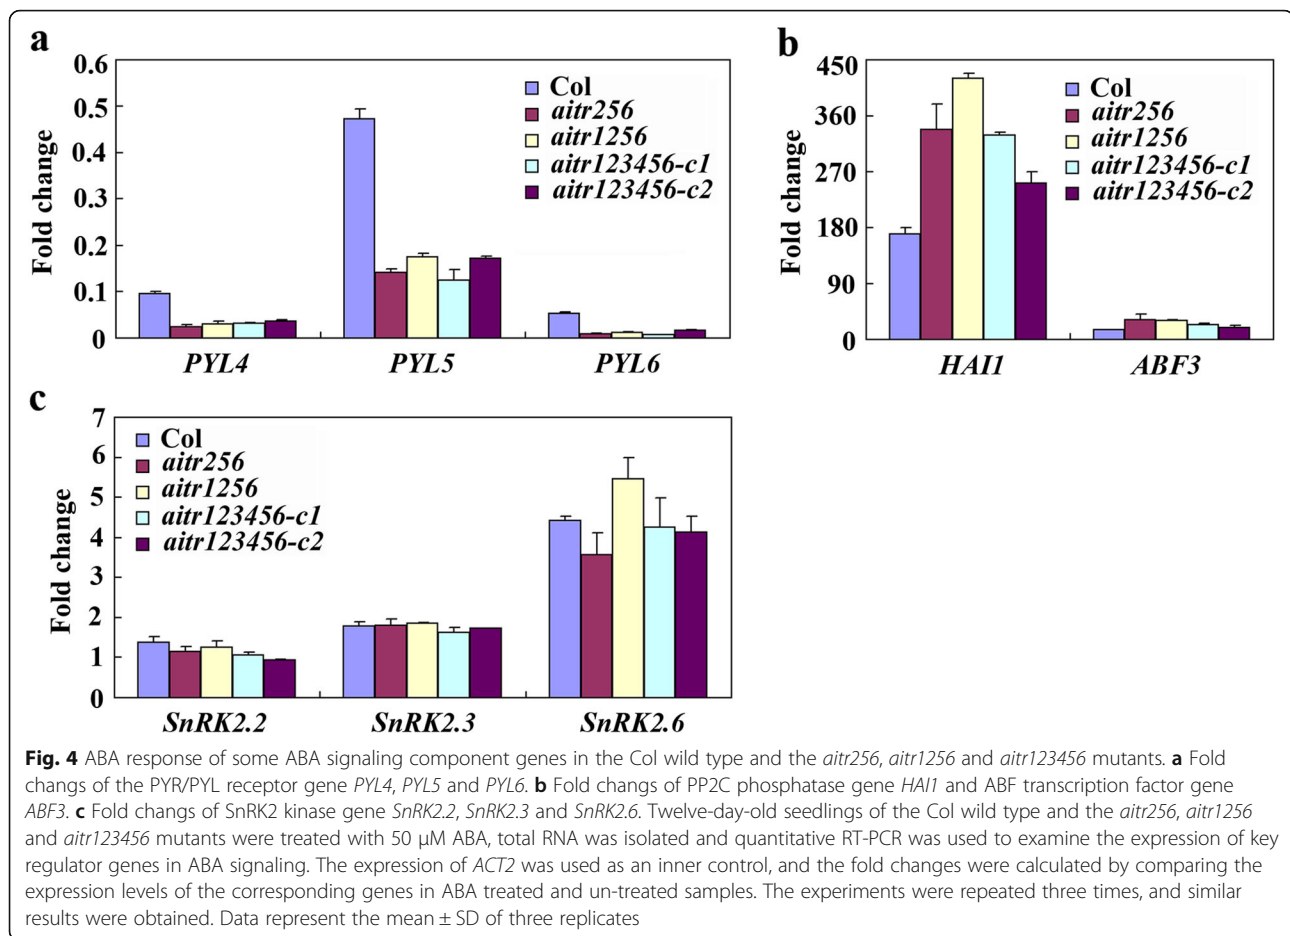 a
0.6
0.5
0.4
0.3
0.2
0.1
0
Fold change
Col
aitr256
aitr1256
aitr123456-c1
aitr123456-c2
PYL4 PYL5 PYL6
b
450
360
270
180
90
0
Fold change
Col
aitr256
aitr1256
aitr123456-c1
aitr123456-c2
HAI1 ABF3
c
7
6
5
4
3
2
1
0
Fold change
Col
aitr256
aitr1256
aitr123456-c1
aitr123456-c2
SnRK2.2 SnRK2.3 SnRK2.6
Fig. 4 ABA response of some ABA signaling component genes in the Col wild type and the aitr256, aitr1256 and aitr123456 mutants. a Fold
changs of the PYR/PYL receptor gene PYL4, PYL5 and PYL6. b Fold changs of PP2C phosphatase gene HAI1 and ABF transcription factor gene
ABF3. c Fold changs of SnRK2 kinase gene SnRK2.2, SnRK2.3 and SnRK2.6. Twelve-day-old seedlings of the Col wild type and the aitr256, aitr1256
and aitr123456 mutants were treated with 50 μM ABA, total RNA was isolated and quantitative RT-PCR was used to examine the expression of key
regulator genes in ABA signaling. The expression of ACT2 was used as an inner control, and the fold changes were calculated by comparing the
expression levels of the corresponding genes in ABA treated and un-treated samples. The experiments were repeated three times, and similar
results were obtained. Data represent the mean ± SD of three replicates